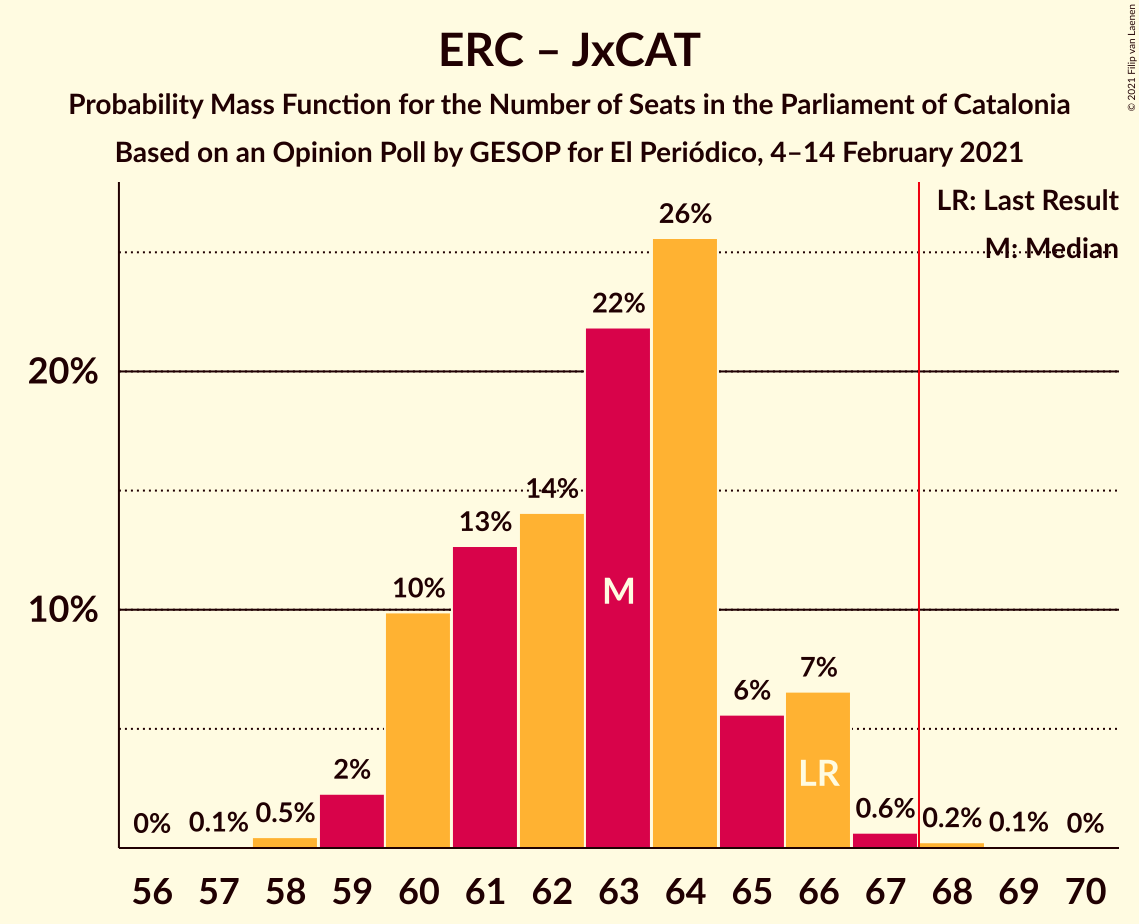 ERC – JxCAT
Probability Mass Function for the Number of Seats in the Parliament of Catalonia
Based on an Opinion Poll by GESOP for El Periódico, 4–14 February 2021
© 2021 Filip van Laenen
LR: Last Result
M: Median
26%
22%
20%
14%
13%
10%
10%
M
7%
6%
LR
2%
0%
0.1%
0.5%
0.6%
0.2%
0.1%
0%
56 57 58 59 60 61 62 63 64 65 66 67 68 69 70